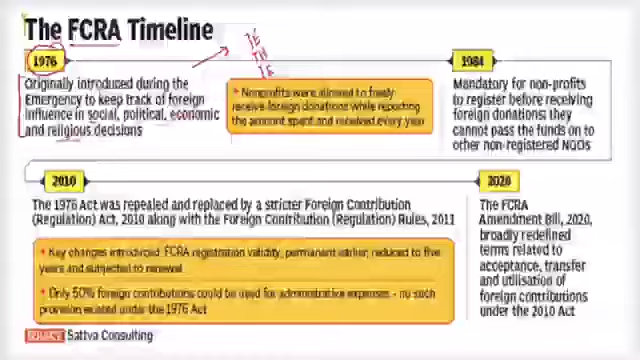 The FCRA Timeline
1976
Originally introduced during the
Emergency to keep track of foreign
influence in social, political, economic
and religious decisions
• Nonprofits were allowed to freely
receive foreign donations while reporting
the amount spent and received every year
1984
Mandatory for non-profits
to register before receiving
foreign donations; they
cannot pass the funds on to
other non-registered NGOs
2010
The 1976 Act was repealed and replaced by a stricter Foreign Contribution
(Regulation) Act, 2010 along with the Foreign Contribution (Regulation) Rules, 2011
• Key changes introduced: FCRA registration validity, permanent earlier, reduced to five
years and subjected to renewal
• Only 50% foreign contributions could be used for administrative expenses - no such
provision existed under the 1976 Act
2020
The FCRA
Amendment Bill, 2020,
broadly redefined
terms related to
acceptance, transfer
and utilisation of
foreign contributions
under the 2010 Act
SOURCE: Sattva Consulting